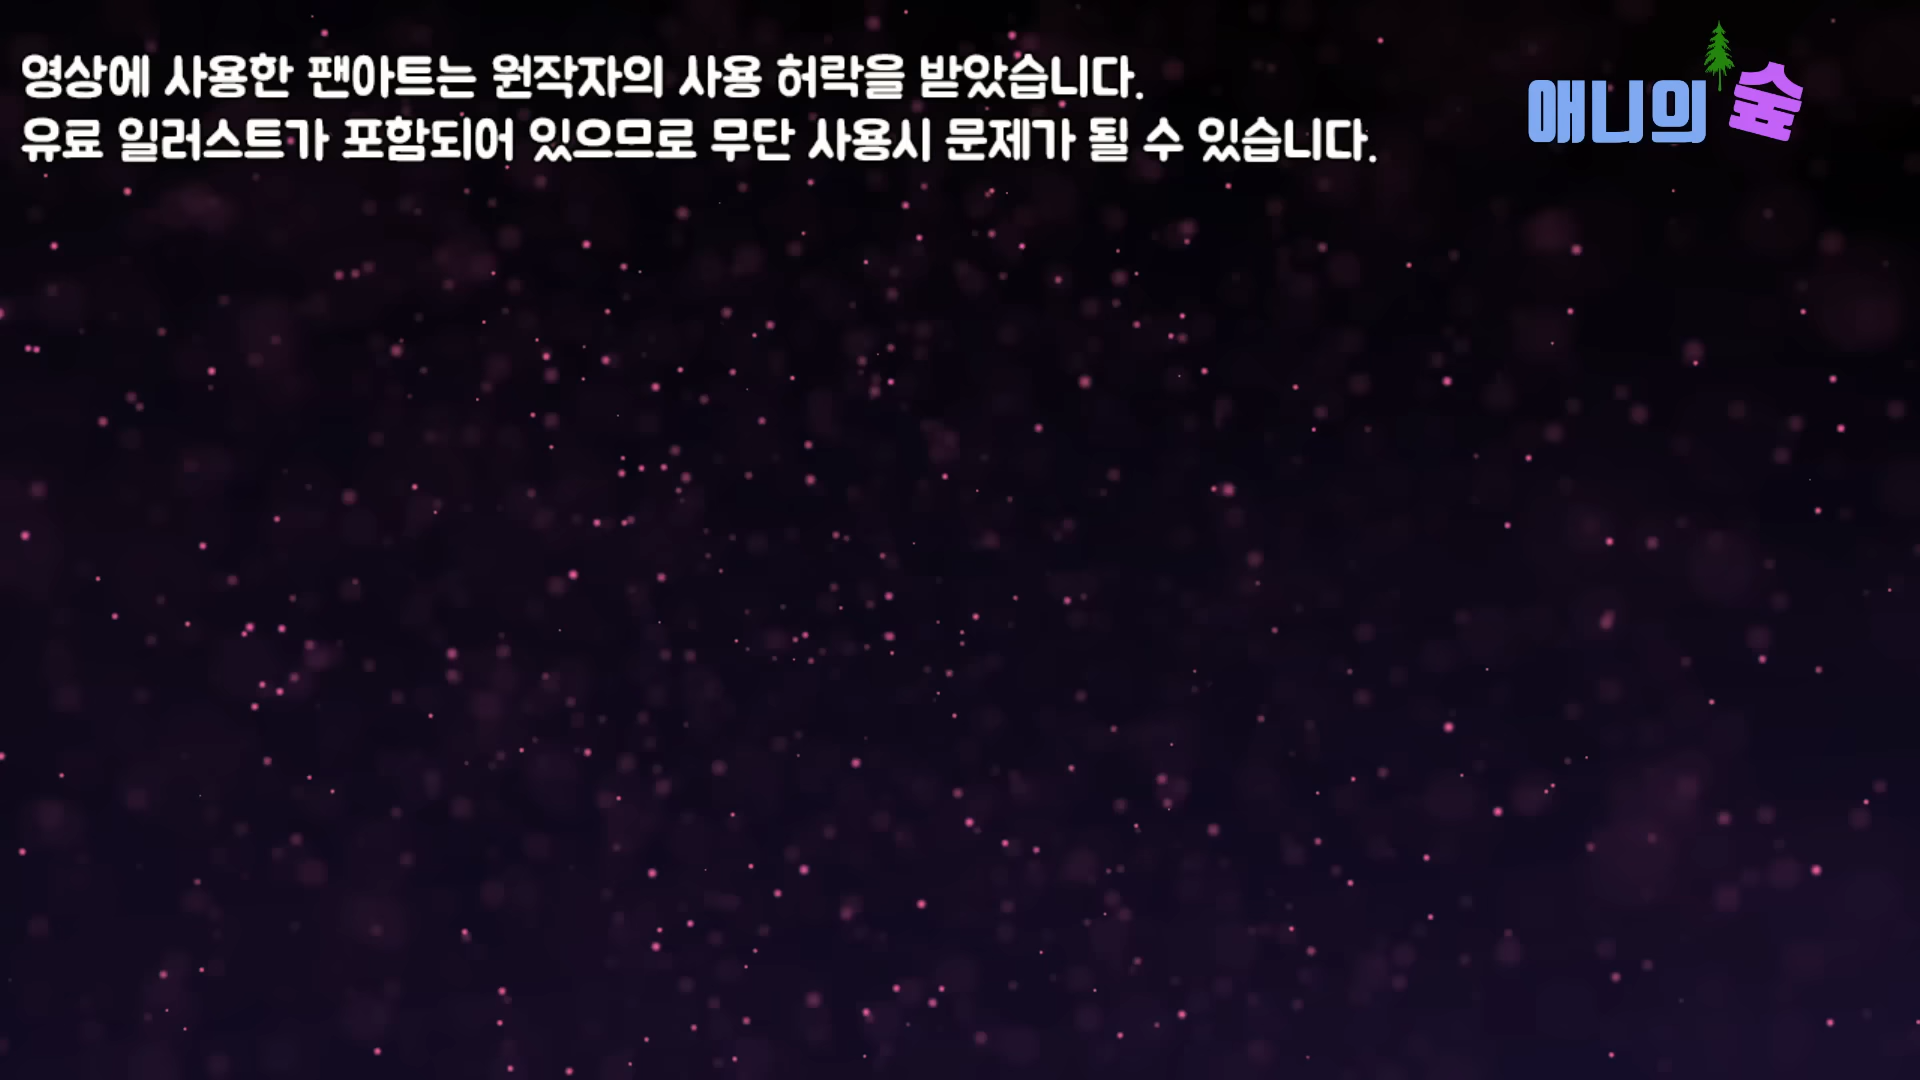 영상에 사용한 팬아트는 원작자의 사용 허락을 받았습니다.
유료 일러스트가 포함되어 있으므로 무단 사용시 문제가 될 수 있습니다.
애니의 숲